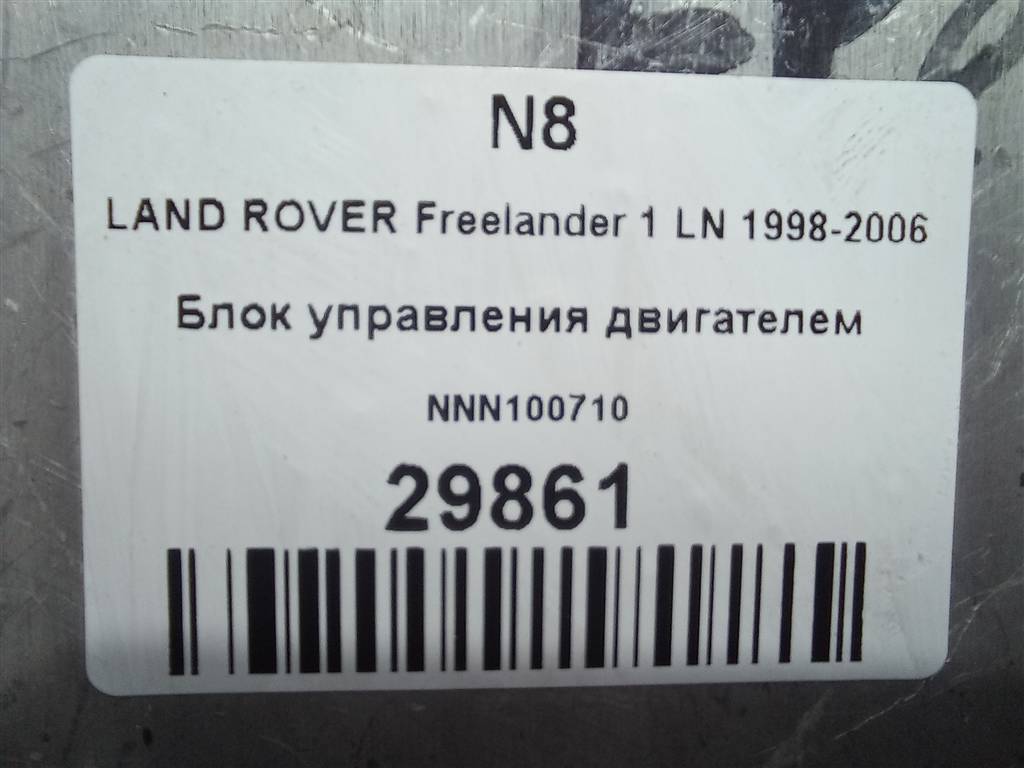 N8
LAND ROVER Freelander 1 LN 1998-2006
Блок управления двигателем
NNN100710
29861